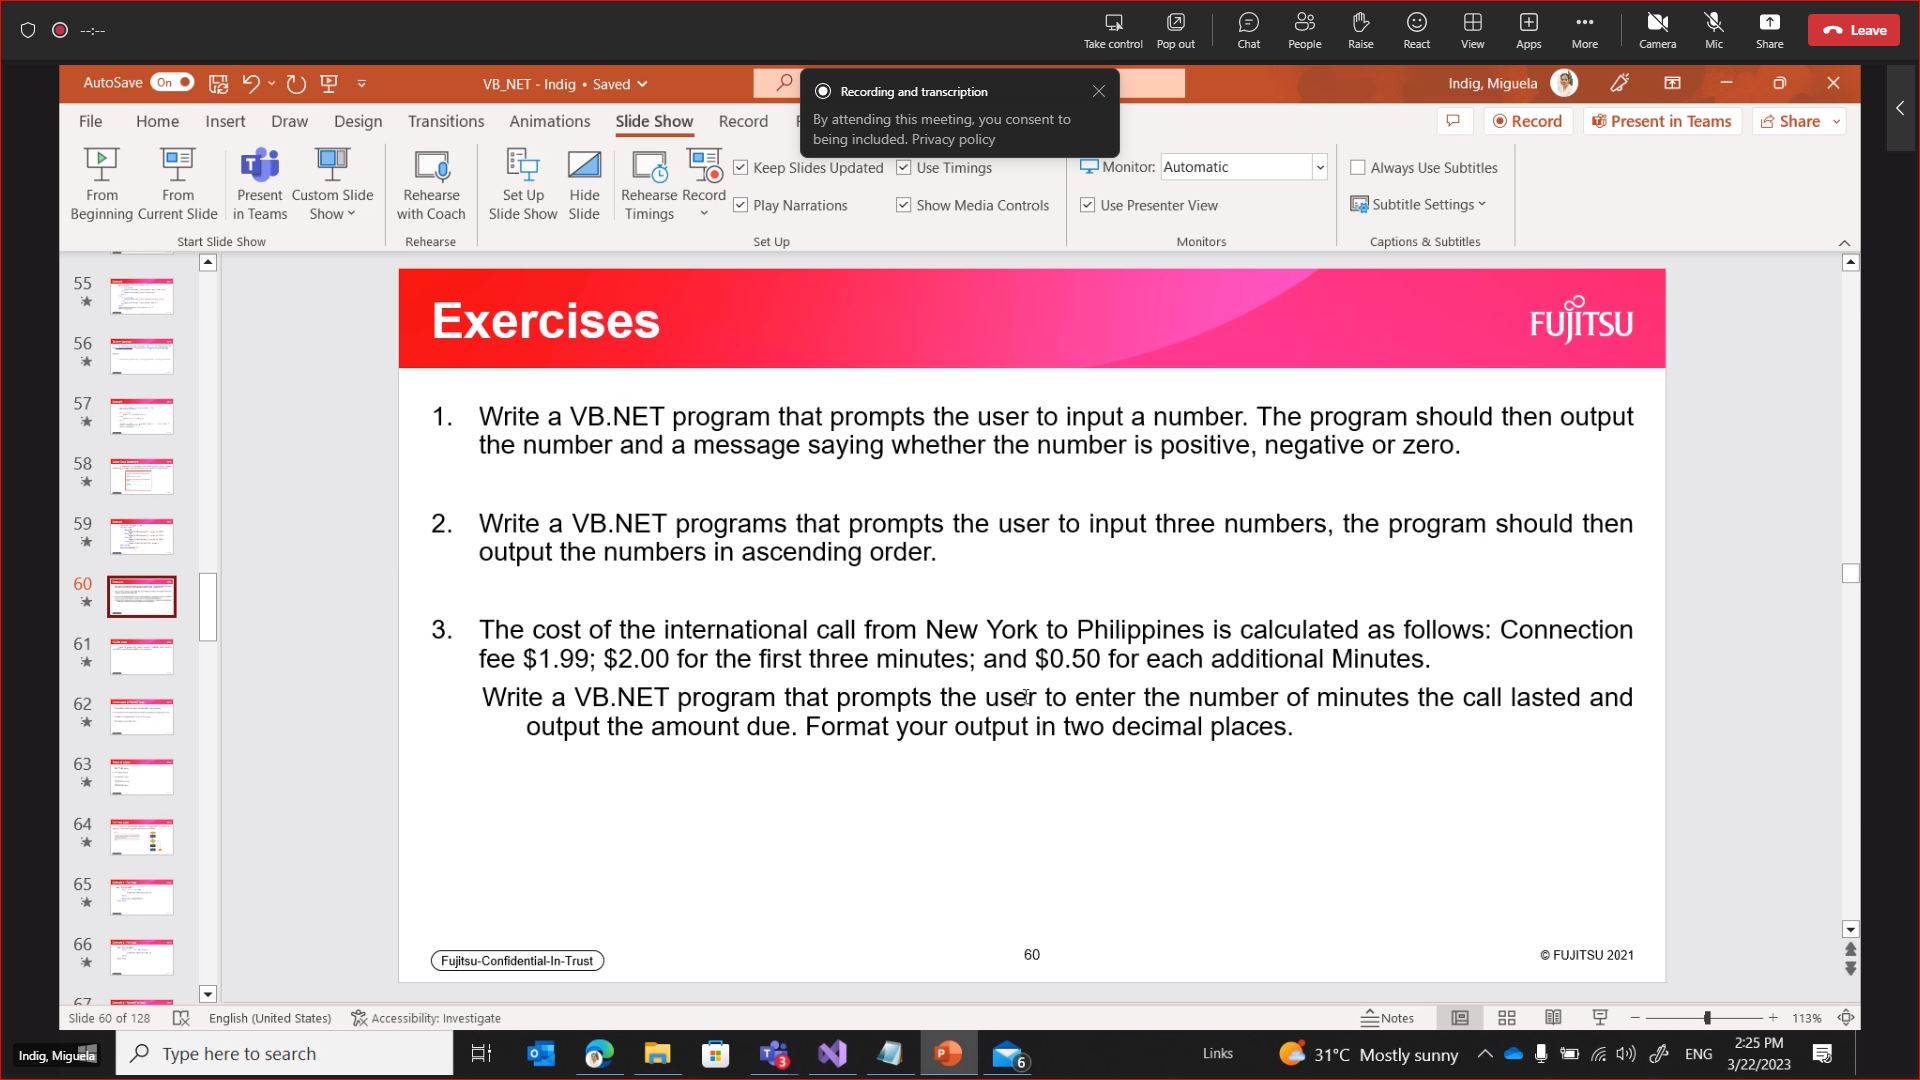 --:--
Take control
Pop out
Chat
People
Raise
React
View
Apps
More
Camera
Mic
Share
Leave
AutoSave On
VB_NET - Indig • Saved
Indig, Miguela
Recording and transcription
By attending this meeting, you consent to
being included. Privacy policy
File Home Insert Draw Design Transitions Animations Slide Show Record
Record
Present in Teams
Share
From
Beginning
From
Current Slide
Present
in Teams
Custom Slide
Show
Start Slide Show
Rehearse
with Coach
Rehearse
Set Up
Slide Show
Hide
Slide
Rehearse
Timings
Record
Keep Slides Updated
Use Timings
Play Narrations
Show Media Controls
Set Up
Monitor: Automatic
Use Presenter View
Monitors
Always Use Subtitles
Subtitle Settings
Captions & Subtitles
55
56
57
58
59
60
61
62
63
64
65
66
67
Exercises
FUJITSU
1. Write a VB.NET program that prompts the user to input a number. The program should then output
the number and a message saying whether the number is positive, negative or zero.
2. Write a VB.NET programs that prompts the user to input three numbers, the program should then
output the numbers in ascending order.
3. The cost of the international call from New York to Philippines is calculated as follows: Connection
fee $1.99; $2.00 for the first three minutes; and $0.50 for each additional Minutes.
Write a VB.NET program that prompts the user to enter the number of minutes the call lasted and
output the amount due. Format your output in two decimal places.
Fujitsu-Confidential-In-Trust
60
© FUJITSU 2021
Slide 60 of 128
English (United States)
Accessibility: Investigate
Notes
113%
Indig, Miguela
Type here to search
3
6
Links
31°C Mostly sunny
ENG
2:25 PM
3/22/2023